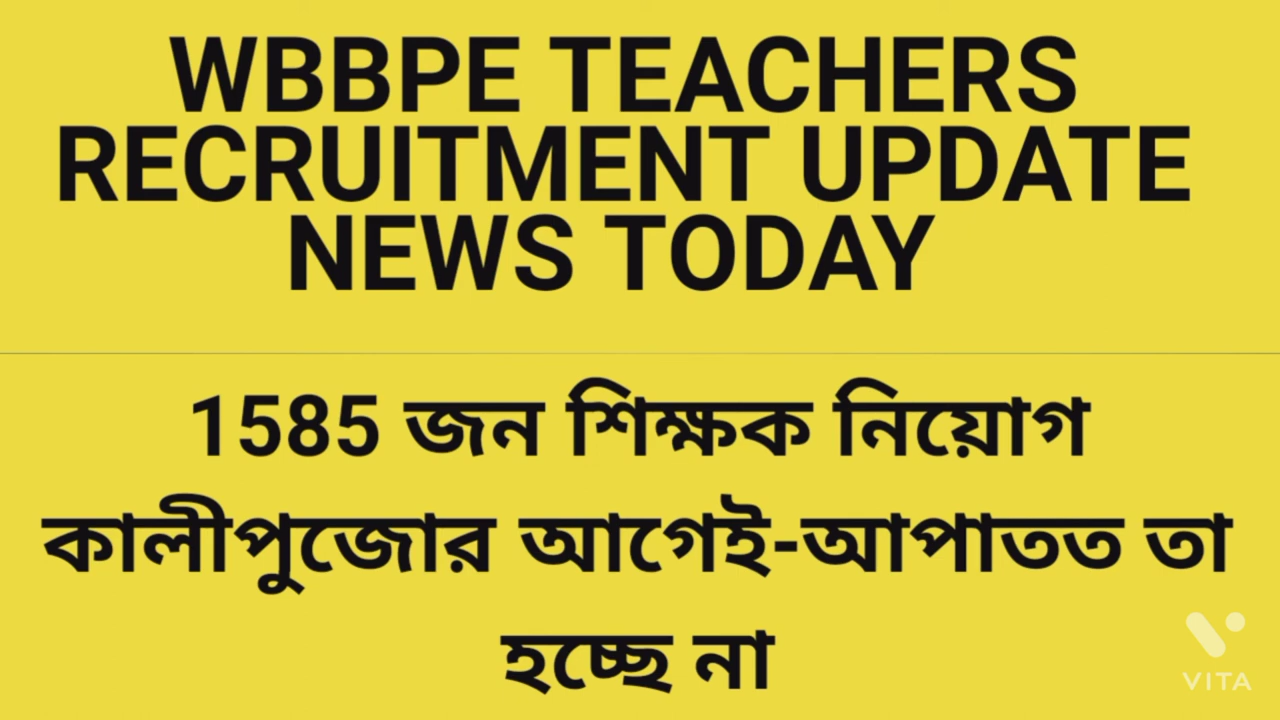 WBBPE TEACHERS
RECRUITMENT UPDATE
NEWS TODAY
1585 জন শিক্ষক নিয়োগ
কালীপুজোর আগেই-আপাতত তা
হচ্ছে না
VITA